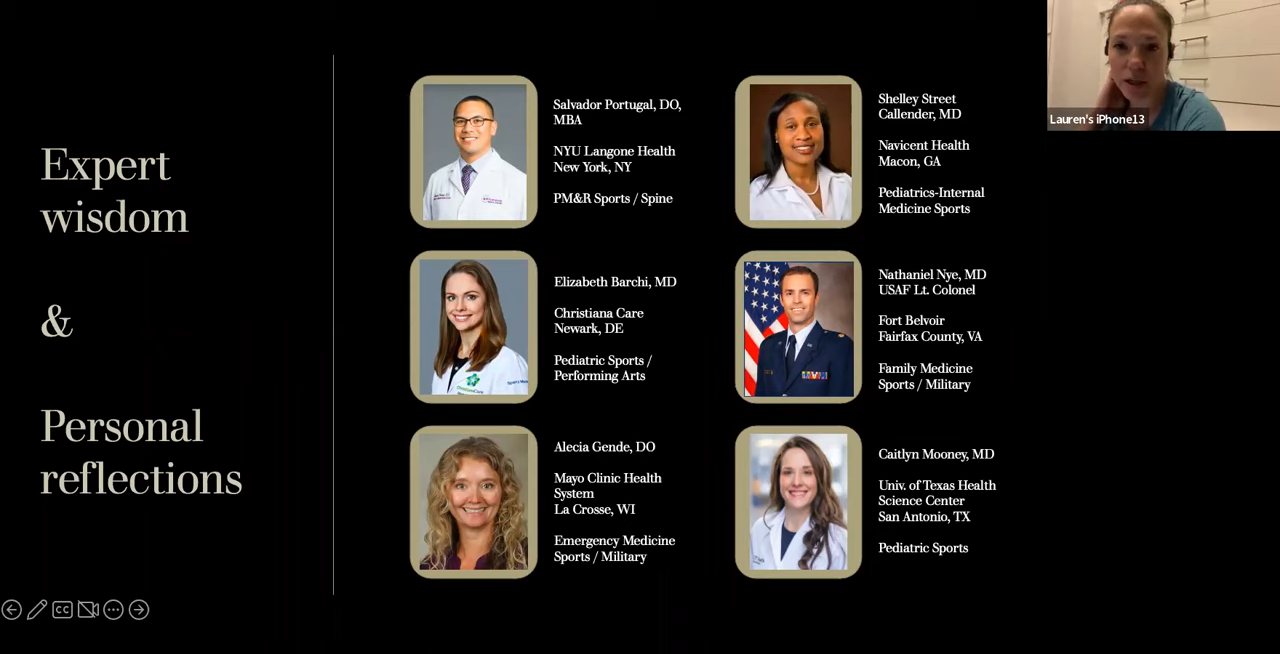 Expert
wisdom
&
Personal
reflections
Salvador Portugal, DO,
MBA
NYU Langone Health
New York, NY
PM&R Sports / Spine
Shelley Street
Callender, MD
Navicent Health
Macon, GA
Pediatrics-Internal
Medicine Sports
Elizabeth Barchi, MD
Christiana Care
Newark, DE
Pediatric Sports /
Performing Arts
Nathaniel Nye, MD
USAF Lt. Colonel
Fort Belvoir
Fairfax County, VA
Family Medicine
Sports / Military
Alecia Gende, DO
Mayo Clinic Health
System
La Crosse, WI
Emergency Medicine
Sports / Military
Caitlyn Mooney, MD
Univ. of Texas Health
Science Center
San Antonio, TX
Pediatric Sports
Lauren's iPhone13
CC